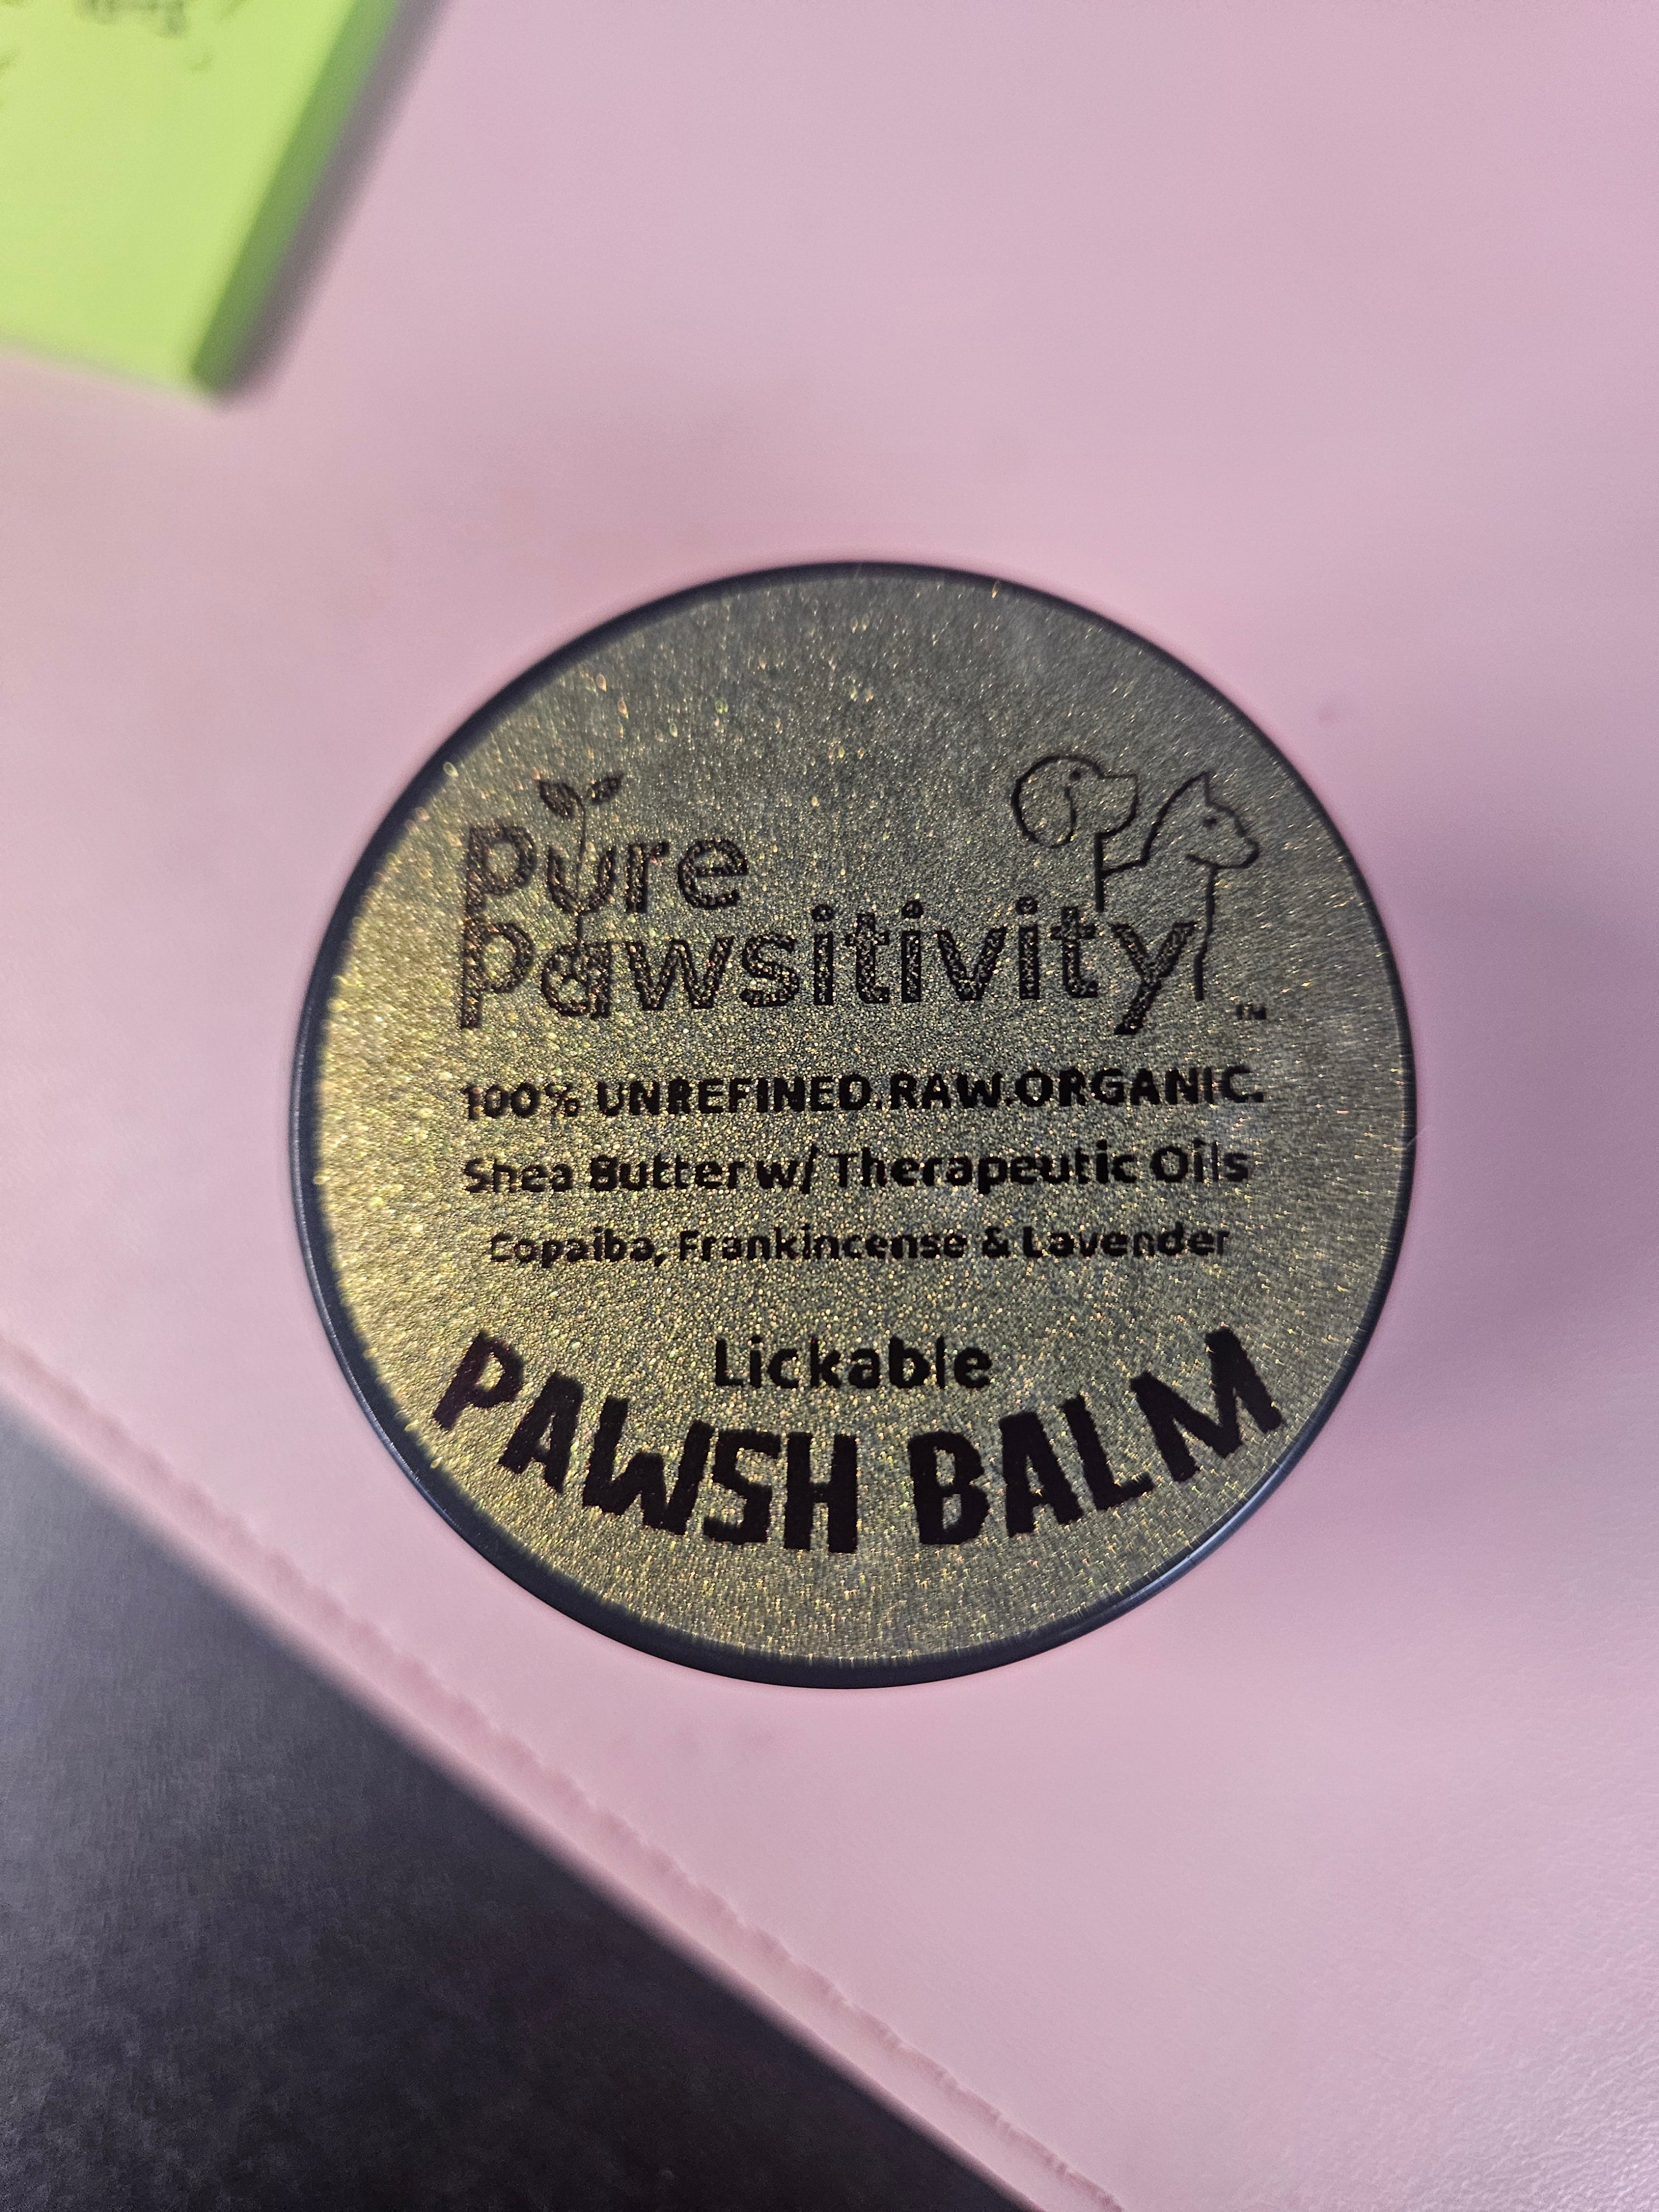 Pure
Pawsitivity
™
100% UNREFINED.RAW.ORGANIC.
Shea Butter w/ Therapeutic Oils
Copaiba, Frankincense & Lavender
Lickable
PAWSH BALM